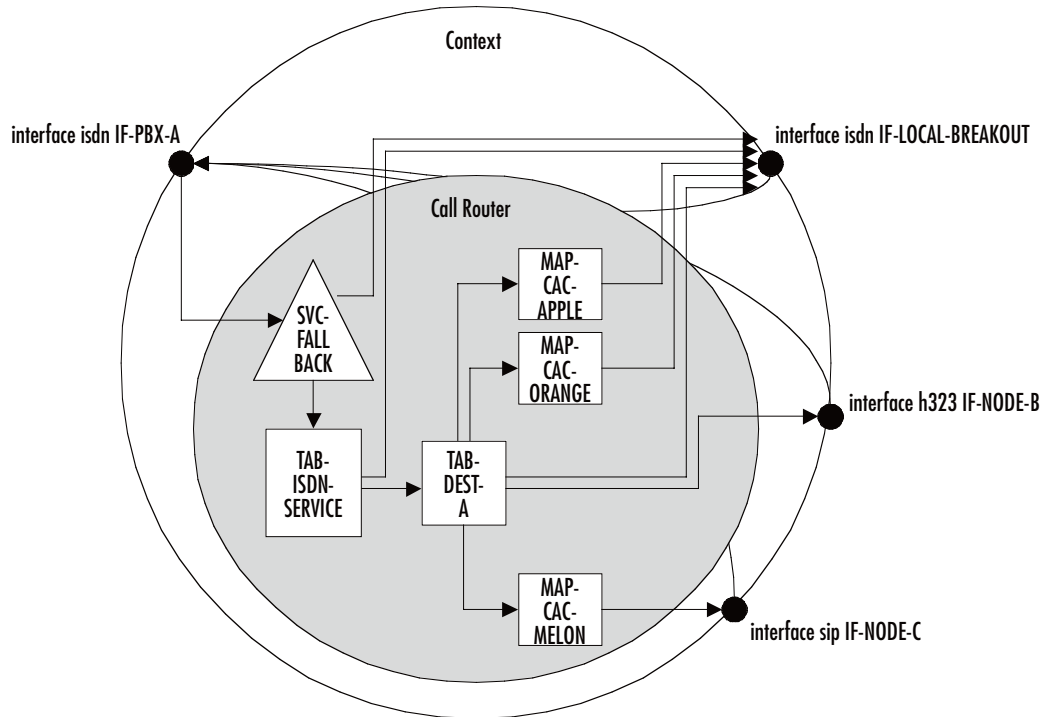 Context
interface isdn IF-PBX-A
interface isdn IF-LOCAL-BREAKOUT
Call Router
MAP-
CAC-
APPLE
SVC-
FALL
BACK
MAP-
CAC-
ORANGE
interface h323 IF-NODE-B
TAB-
ISDN-
SERVICE
TAB-
DEST-
A
MAP-
CAC-
MELON
interface sip IF-NODE-C